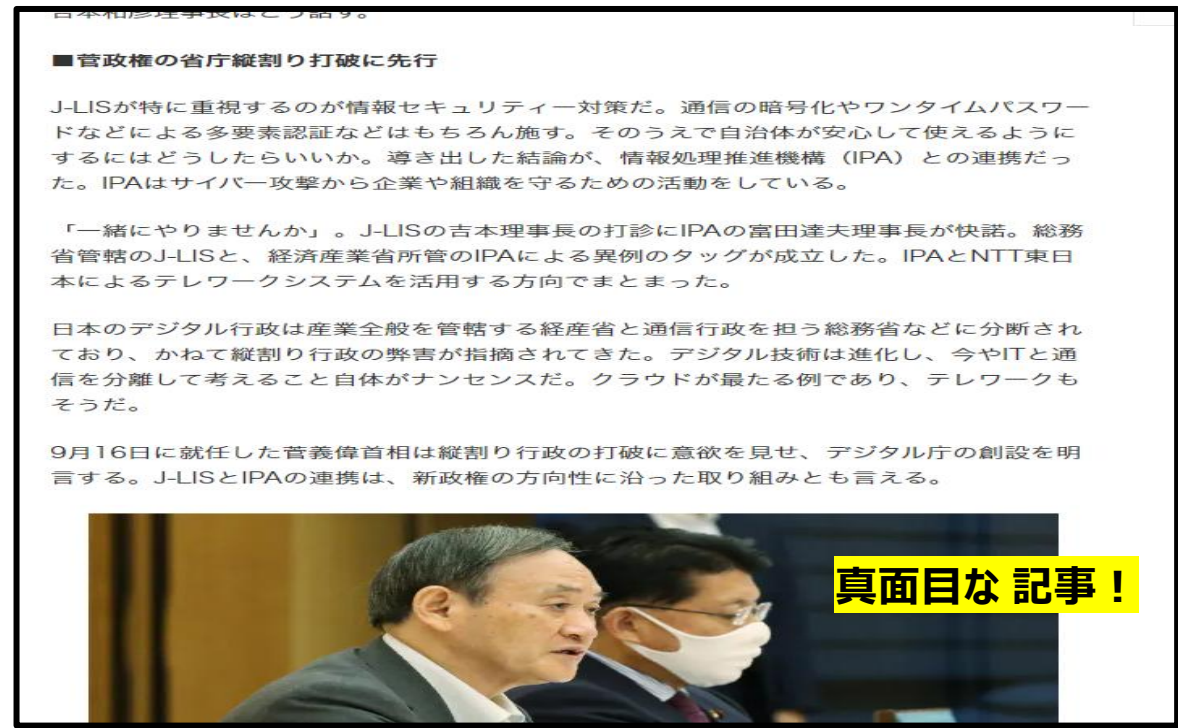 吉本和彦理事長はこう話す。
■菅政権の省庁縦割り打破に先行
J-LISが特に重視するのが情報セキュリティー対策だ。通信の暗号化やワンタイムパスワー
ドなどによる多要素認証などはもちろん施す。そのうえで自治体が安心して使えるように
するにはどうしたらいいか。導き出した結論が、情報処理推進機構（IPA）との連携だっ
た。IPAはサイバー攻撃から企業や組織を守るための活動をしている。
「一緒にやりませんか」。J-LISの吉本理事長の打診にIPAの富田達夫理事長が快諾。総務
省管轄のJ-LISと、経済産業省所管のIPAによる異例のタッグが成立した。IPAとNTT東日
本によるテレワークシステムを活用する方向でまとまった。
日本のデジタル行政は産業全般を管轄する経産省と通信行政を担う総務省などに分断され
ており、かねて縦割り行政の弊害が指摘されてきた。デジタル技術は進化し、今やITと通
信を分離して考えること自体がナンセンスだ。クラウドが最たる例であり、テレワークも
そうだ。
9月16日に就任した菅義偉首相は縦割り行政の打破に意欲を見せ、デジタル庁の創設を明
言する。J-LISとIPAの連携は、新政権の方向性に沿った取り組みとも言える。
真面目な 記事！